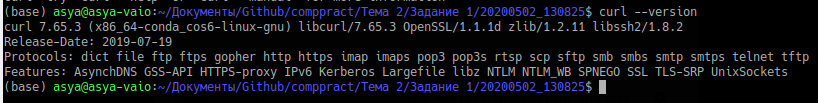 (base) asya@asya-vaio:~/Документы/Github/comppract/Тема 2/Задание 1/20200502_130825$ curl --version
curl 7.65.3 (x86_64-conda_cos6-linux-gnu) libcurl/7.65.3 OpenSSL/1.1.1d zlib/1.2.11 libssh2/1.8.2
Release-Date: 2019-07-19
Protocols: dict file ftp ftps gopher http https imap imaps pop3 pop3s rtsp scp sftp smb smbs smtp smtps telnet tftp
Features: AsynchDNS GSS-API HTTPS-proxy IPv6 Kerberos Largefile libz NTLM NTLM_WB SPNEGO SSL TLS-SRP UnixSockets
(base) asya@asya-vaio:~/Документы/Github/comppract/Тема 2/Задание 1/20200502_130825$